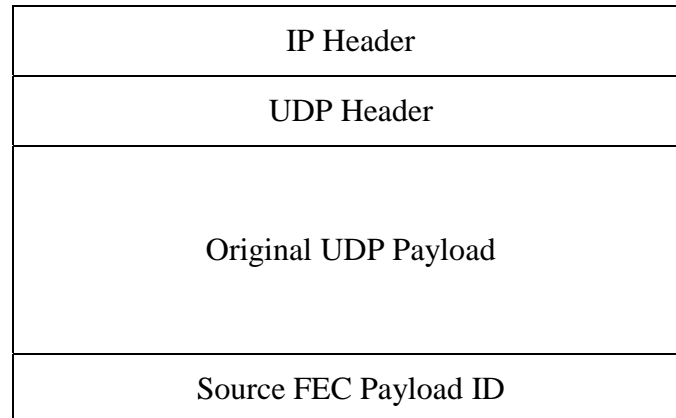 IP Header
UDP Header
Original UDP Payload
Source FEC Payload ID